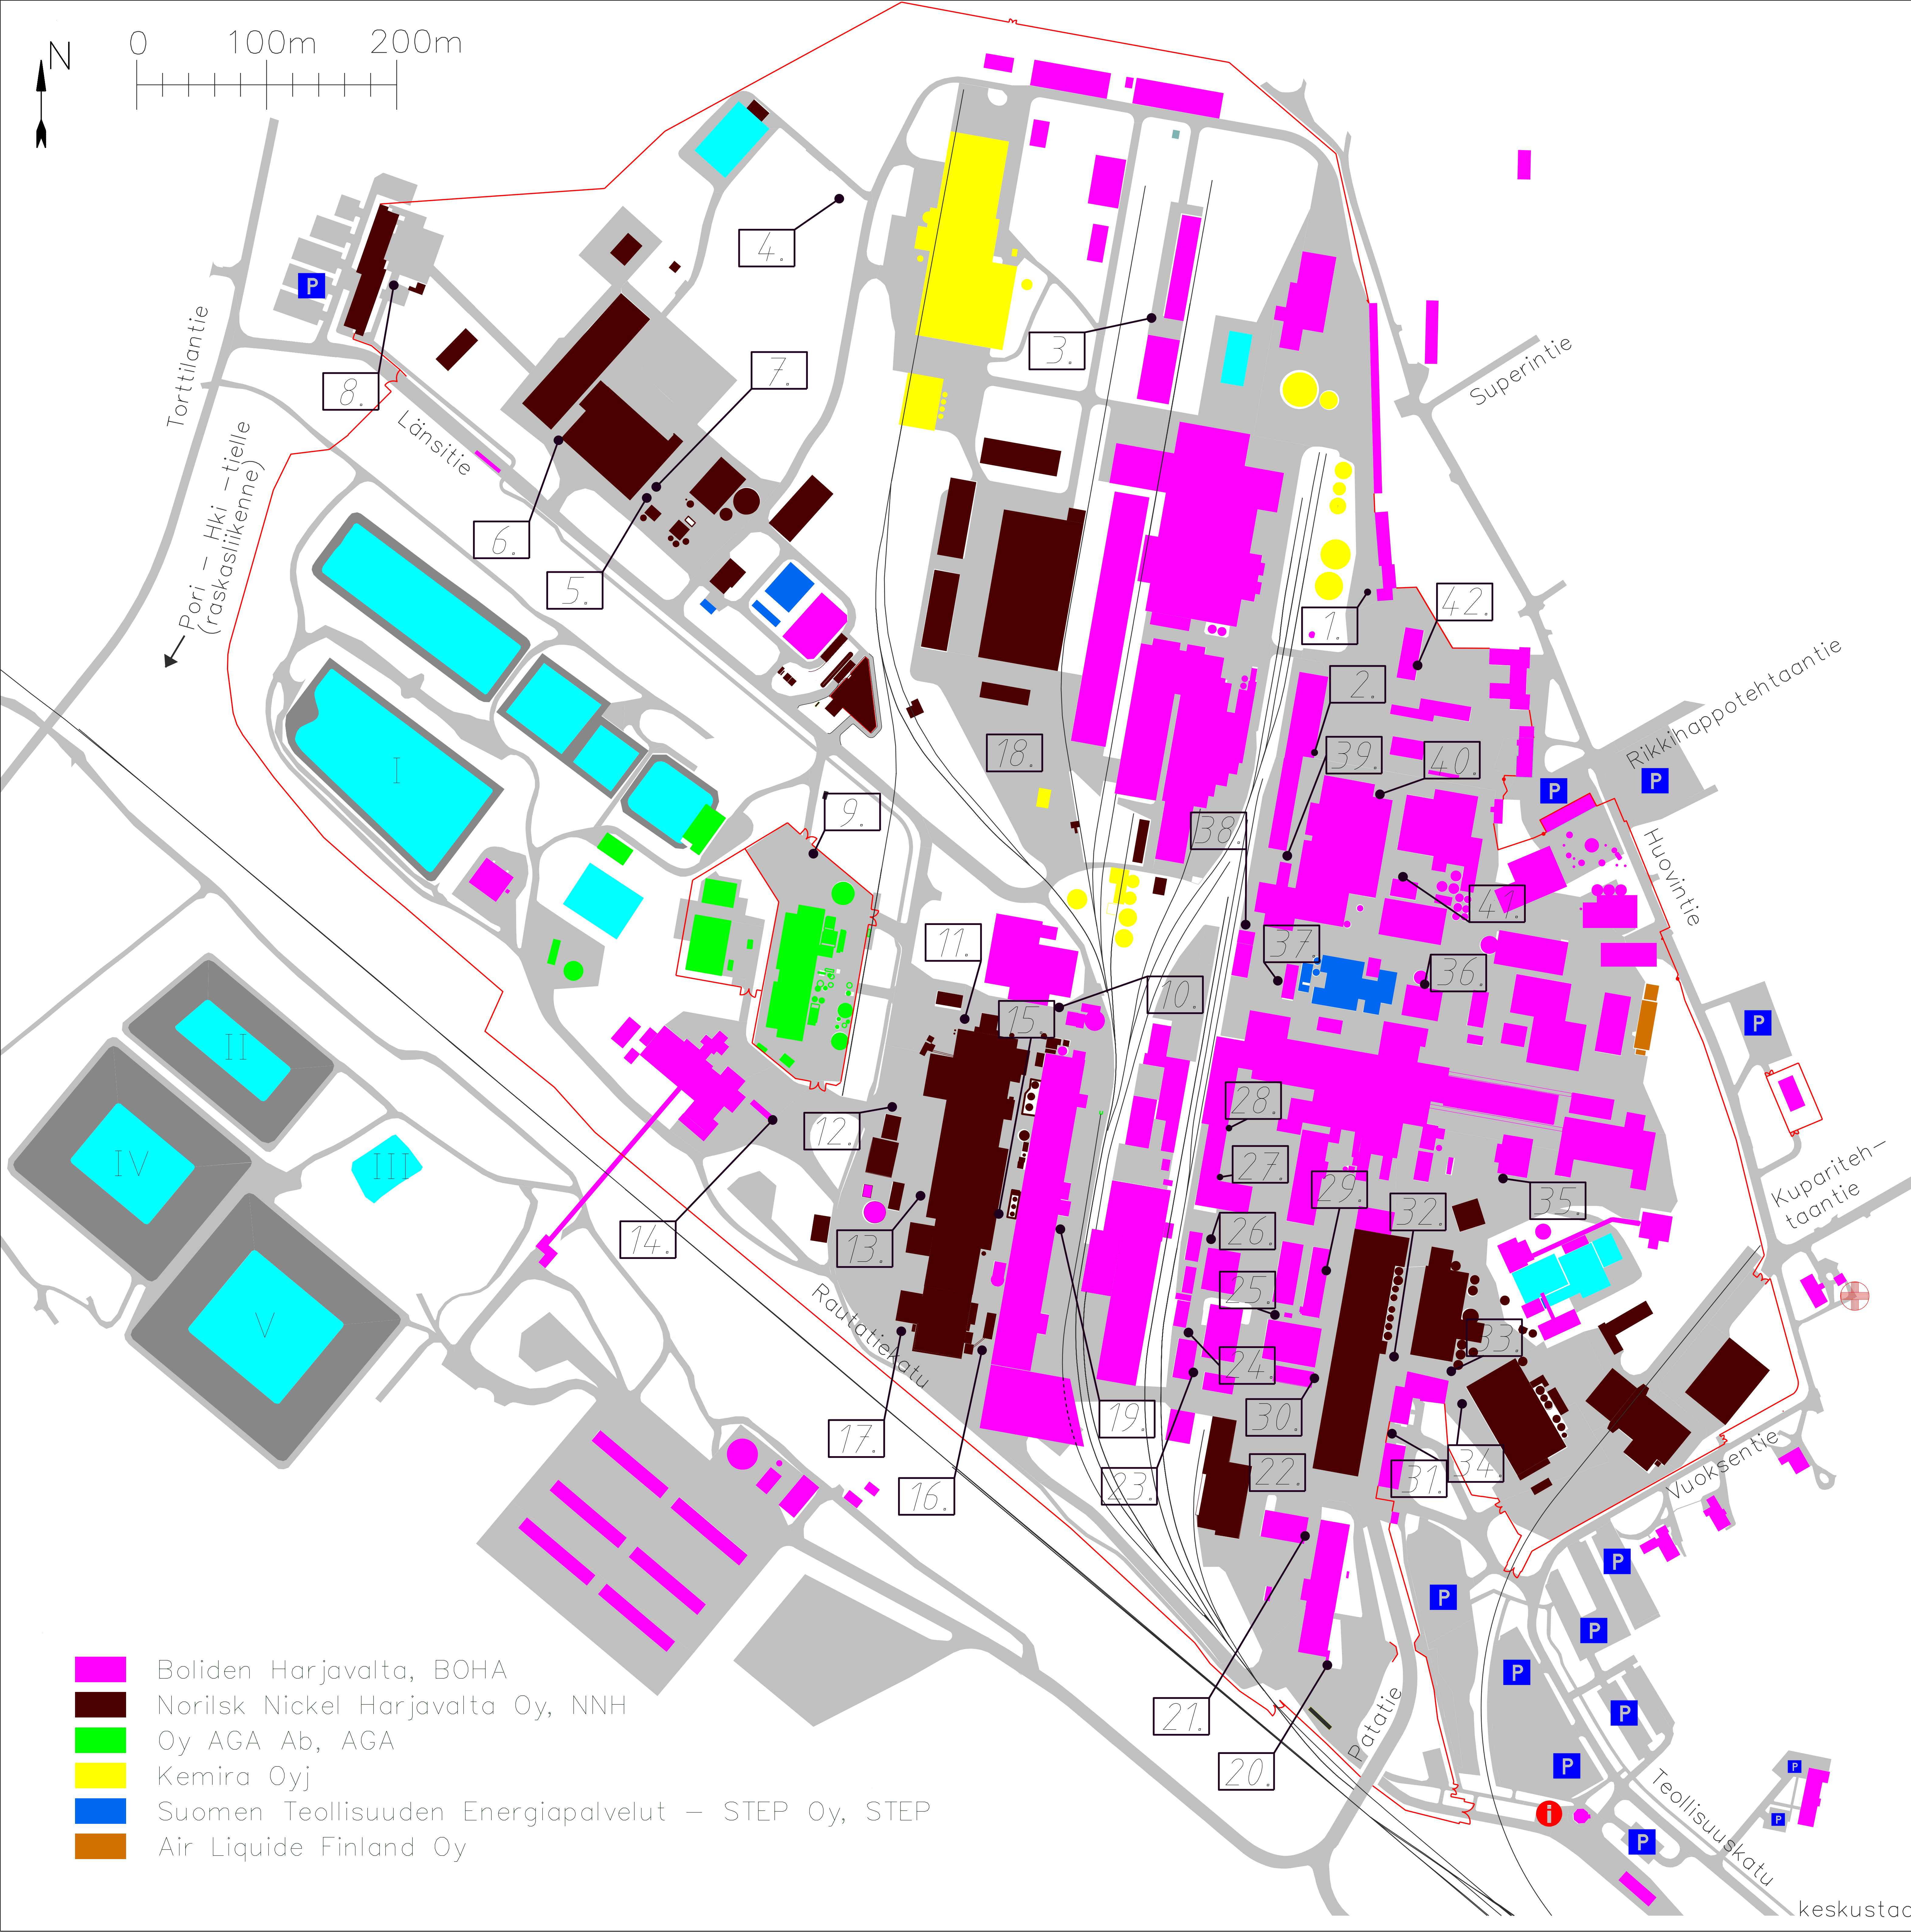 0 100m 200m
N
4.
P
3.
7.
8.
Torttilantie
Länsitie
Superintie
Pori - Hki -tielle
(raskasliikenne)
6.
5.
1.
42.
2.
Rikkihappotehtaantie
18.
39.
40.
P
P
I
9.
38.
Huovintie
41.
11.
37.
36.
10.
15.
P
II
28.
12.
IV
III
27.
29.
Kupariteh-
taantie
32.
35.
14.
13.
26.
25.
V
Rautatiekatu
33.
24.
19.
30.
17.
Vuoksentie
16.
23.
22.
31.
34.
P
P
P
P
P
21.
Patatie
20.
P
P
P
i
P
Teollisuuskatu
keskustaa
Boliden Harjavalta, BOHA
Norilsk Nickel Harjavalta Oy, NNH
Oy AGA Ab, AGA
Kemira Oyj
Suomen Teollisuuden Energiapalvelut - STEP Oy, STEP
Air Liquide Finland Oy